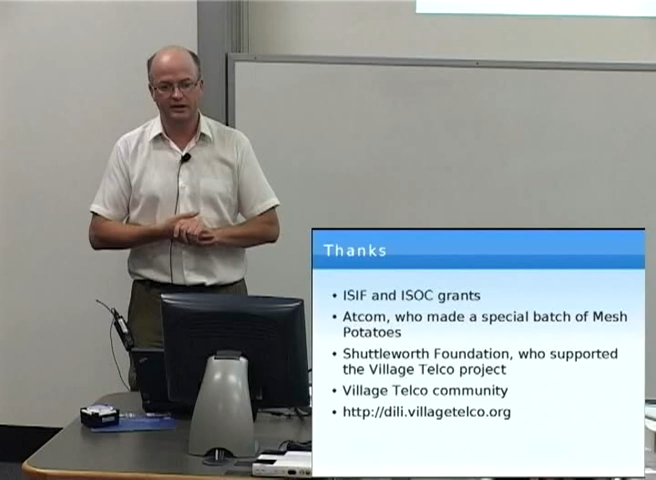 Thanks
• ISIF and ISOC grants
• Atcom, who made a special batch of Mesh
Potatoes
• Shuttleworth Foundation, who supported
the Village Telco project
• Village Telco community
• http://dili.villagetelco.org